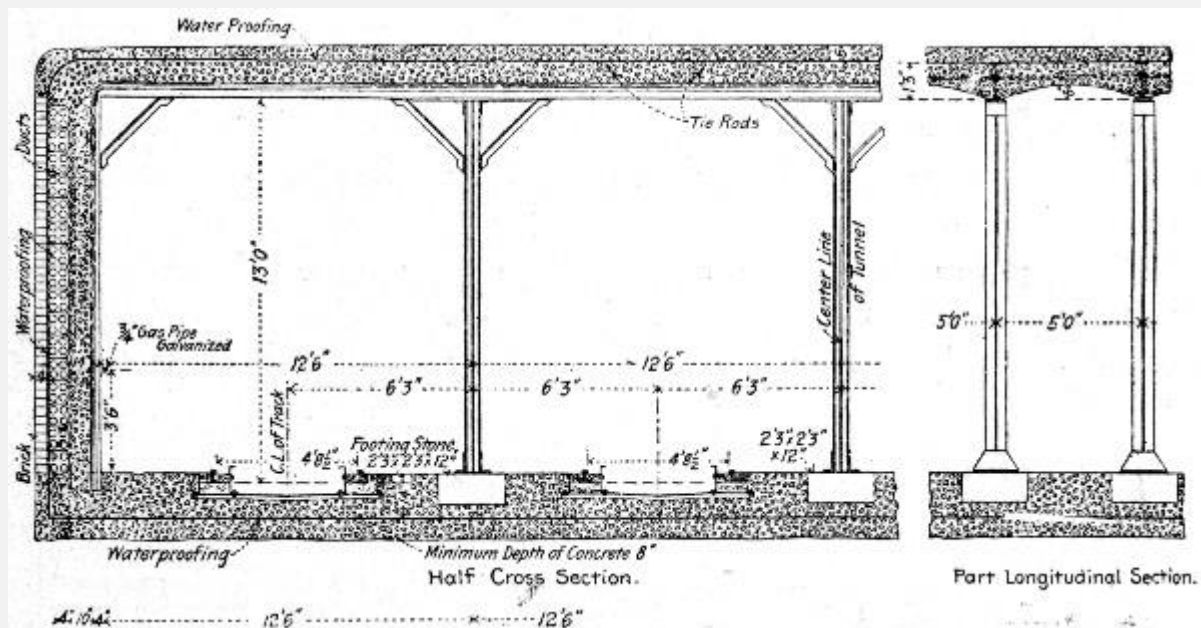 Water Proofing
Tie Rods
1'3"
Ducts
Waterproofing
Brick
13'0"
Center Line
of Tunnel
Gas Pipe
Galvanized
3'6"
12'6"
12'6"
6'3"
6'3"
6'3"
C.L. of Track
5'0"
5'0"
4'8½"
Footing Stone,
2'3"x2'3"x12"
4'8½"
2'3"x2'3"
x12"
Waterproofing
Minimum Depth of Concrete 8"
Half Cross Section.
Part Longitudinal Section.
12'6"
12'6"